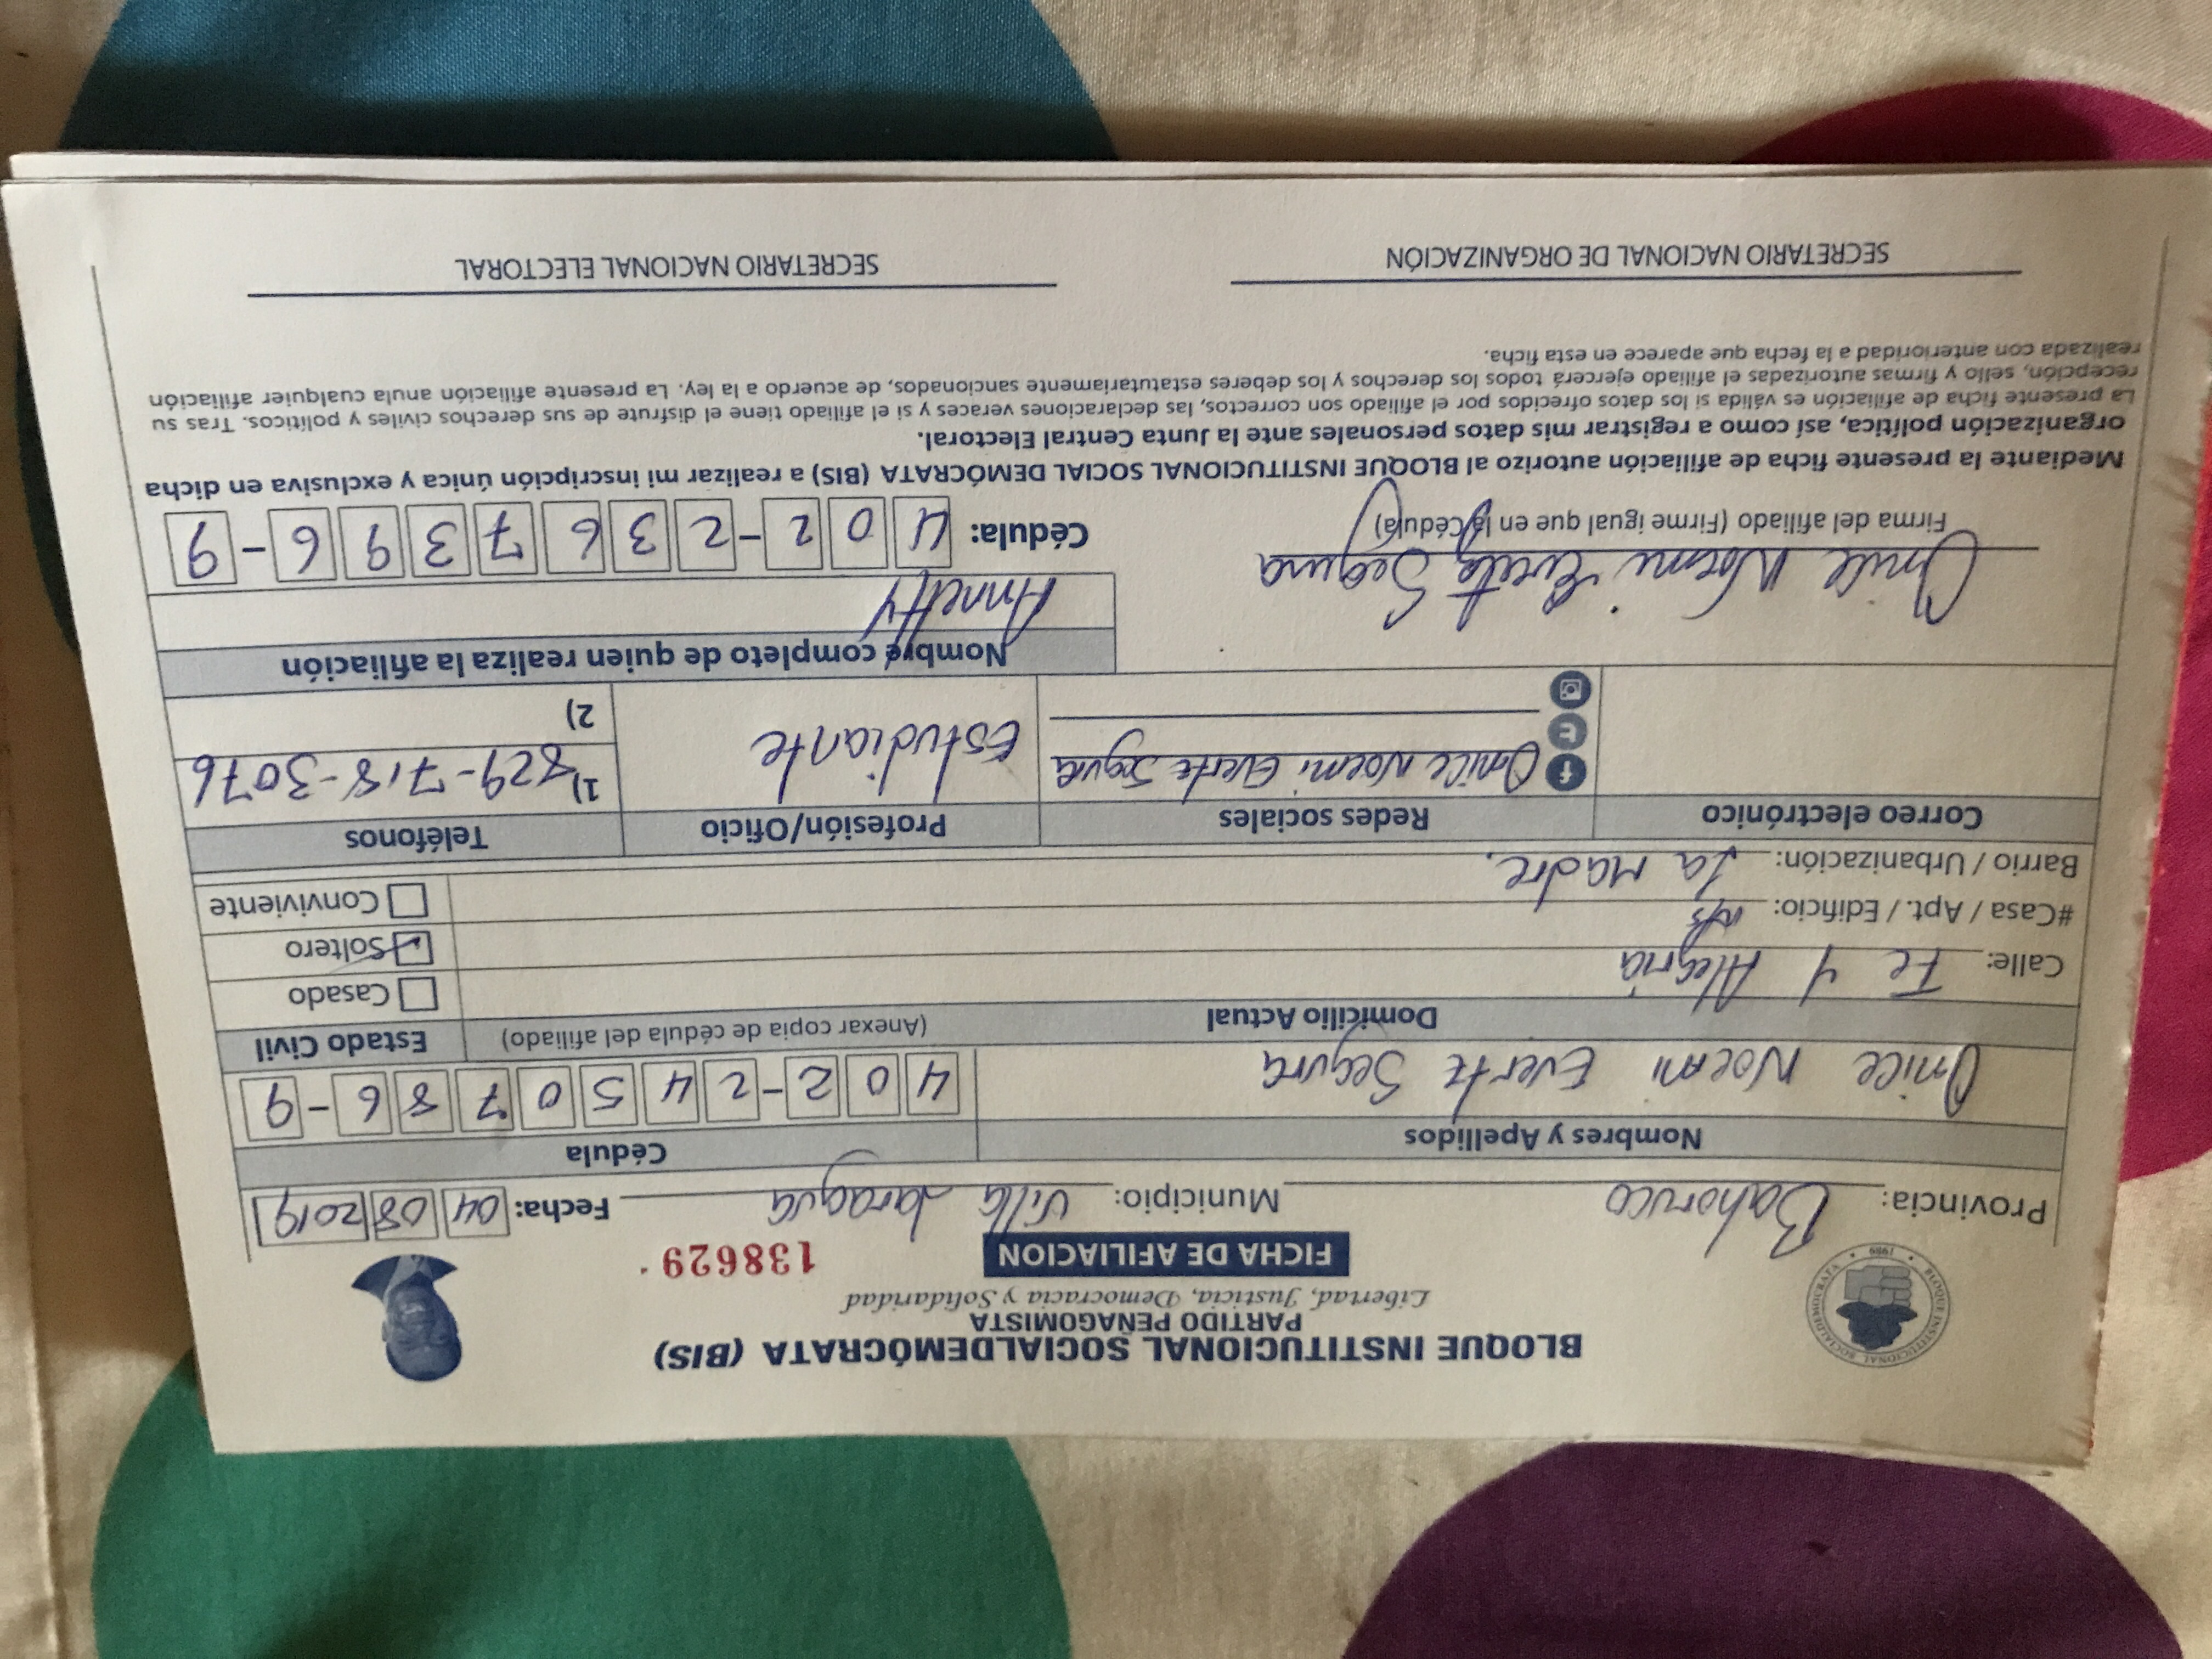 BLOQUE INSTITUCIONAL SOCIALDEMÓCRATA (BIS)
PARTIDO PEÑAGOMISTA
Libertad, Justicia, Democracia y Solidaridad
FICHA DE AFILIACION 138629
BLOQUE INSTITUCIONAL SOCIALDEMOCRATA 1989
Provincia: Bahoruco Municipio: Villa Jaragua Fecha: 04 08 2019
Nombres y Apellidos Cédula
Onice Noemi Everte Segura 402-2450786-9
Domicilio Actual (Anexar copia de cédula del afiliado) Estado Civil
Calle: Fe y Alegria Casado
#Casa / Apt. / Edificio: Soltero
Barrio / Urbanización: La Madre. Conviviente
Correo electrónico Redes sociales Profesión/Oficio Teléfonos
Onice Noemi Everte Segura Estudiante 1) 829-718-3076
2)
Nombre completo de quien realiza la afiliación
Onice Noemi Everte Segura Annetty
Firma del afiliado (Firme igual que en la Cédula) Cédula: 402-2367396-9
Mediante la presente ficha de afiliación autorizo al BLOQUE INSTITUCIONAL SOCIAL DEMÓCRATA (BIS) a realizar mi inscripción única y exclusiva en dicha
organización política, así como a registrar mis datos personales ante la Junta Central Electoral.
La presente ficha de afiliación es válida si los datos ofrecidos por el afiliado son correctos, las declaraciones veraces y si el afiliado tiene el disfrute de sus derechos civiles y políticos. Tras su
recepción, sello y firmas autorizadas el afiliado ejercerá todos los derechos y los deberes estatutariamente sancionados, de acuerdo a la ley. La presente afiliación anula cualquier afiliación
realizada con anterioridad a la fecha que aparece en esta ficha.
SECRETARIO NACIONAL DE ORGANIZACIÓN SECRETARIO NACIONAL ELECTORAL